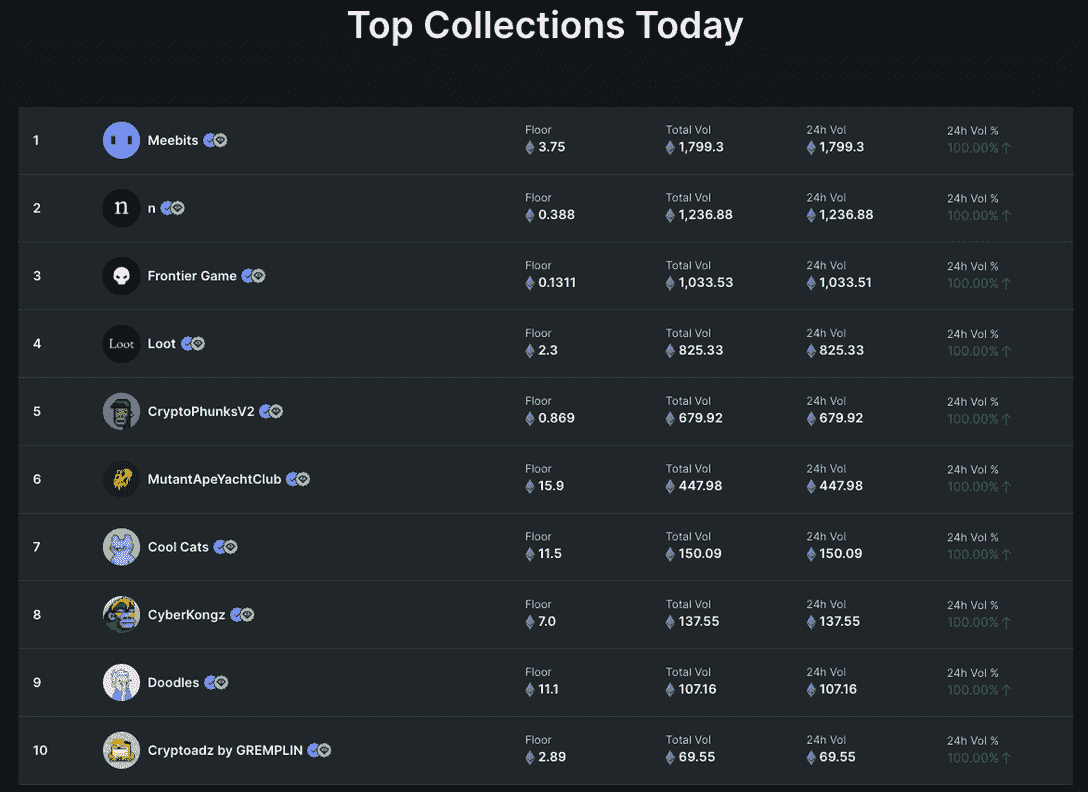 Top Collections Today
1 n Meebits Floor 3.75 Total Vol 1,799.3 24h Vol 1,799.3 24h Vol % 100.00% ↑
2 n n Floor 0.388 Total Vol 1,236.88 24h Vol 1,236.88 24h Vol % 100.00% ↑
3 Frontier Game Floor 0.1311 Total Vol 1,033.53 24h Vol 1,033.51 24h Vol % 100.00% ↑
4 Loot Loot Floor 2.3 Total Vol 825.33 24h Vol 825.33 24h Vol % 100.00% ↑
5 CryptoPhunksV2 Floor 0.869 Total Vol 679.92 24h Vol 679.92 24h Vol % 100.00% ↑
6 MutantApeYachtClub Floor 15.9 Total Vol 447.98 24h Vol 447.98 24h Vol % 100.00% ↑
7 Cool Cats Floor 11.5 Total Vol 150.09 24h Vol 150.09 24h Vol % 100.00% ↑
8 CyberKongz Floor 7.0 Total Vol 137.55 24h Vol 137.55 24h Vol % 100.00% ↑
9 Doodles Floor 11.1 Total Vol 107.16 24h Vol 107.16 24h Vol % 100.00% ↑
10 Cryptoadz by GREMPLIN Floor 2.89 Total Vol 69.55 24h Vol 69.55 24h Vol % 100.00% ↑